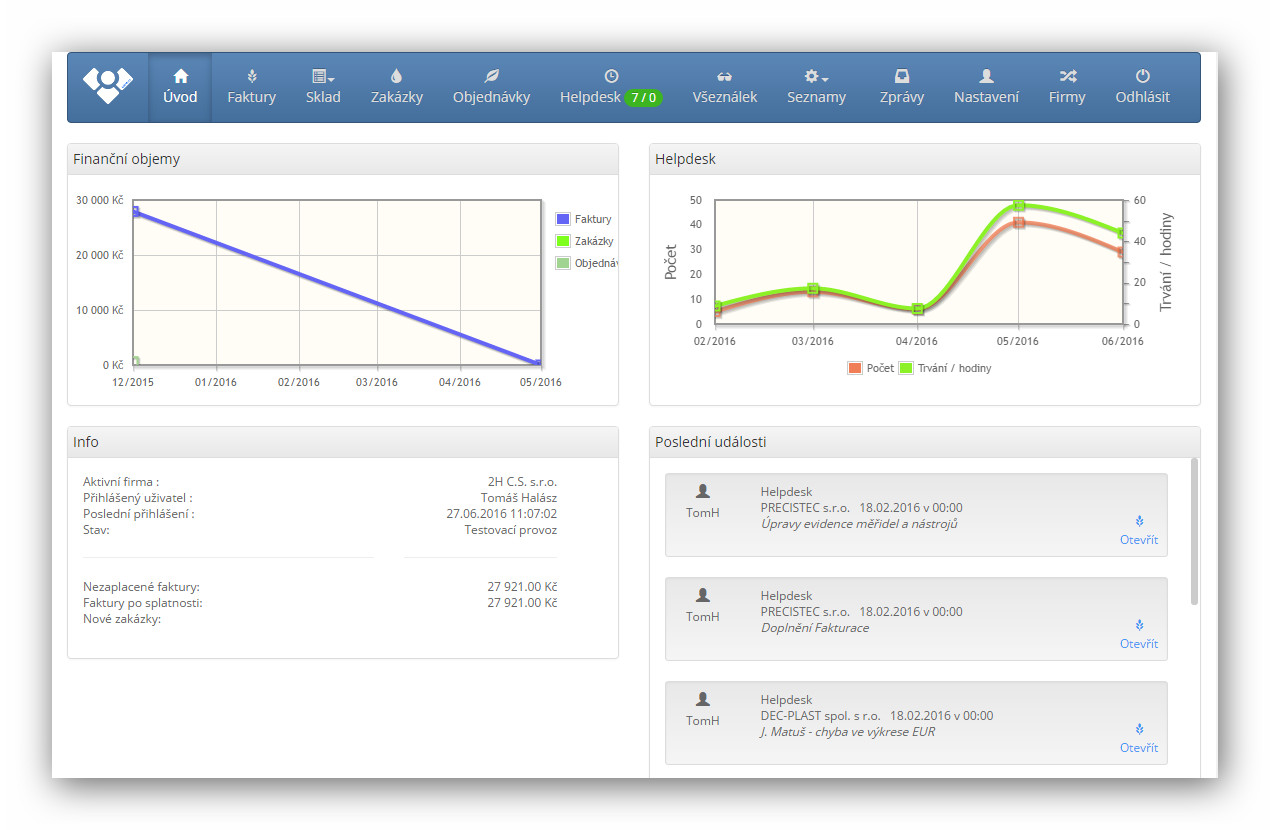 Úvod
Faktury
Sklad
Zakázky
Objednávky
Helpdesk 7 / 0
Všeználek
Seznamy
Zprávy
Nastavení
Firmy
Odhlásit
Finanční objemy
30 000 Kč
20 000 Kč
10 000 Kč
0 Kč
12/2015 01/2016 02/2016 03/2016 04/2016 05/2016
Faktury
Zakázky
Objednáv
Helpdesk
Počet
50
40
30
20
10
0
60
40
20
0
Trvání / hodiny
02/2016 03/2016 04/2016 05/2016 06/2016
Počet Trvání / hodiny
Info
Aktivní firma : 2H C.S. s.r.o.
Přihlášený uživatel : Tomáš Halász
Poslední přihlášení : 27.06.2016 11:07:02
Stav: Testovací provoz
Nezaplacené faktury: 27 921.00 Kč
Faktury po splatnosti: 27 921.00 Kč
Nové zakázky:
Poslední události
TomH
Helpdesk
PRECISTEC s.r.o. 18.02.2016 v 00:00
Úpravy evidence měřidel a nástrojů
Otevřít
TomH
Helpdesk
PRECISTEC s.r.o. 18.02.2016 v 00:00
Doplnění Fakturace
Otevřít
TomH
Helpdesk
DEC-PLAST spol. s r.o. 18.02.2016 v 00:00
J. Matuš - chyba ve výkrese EUR
Otevřít